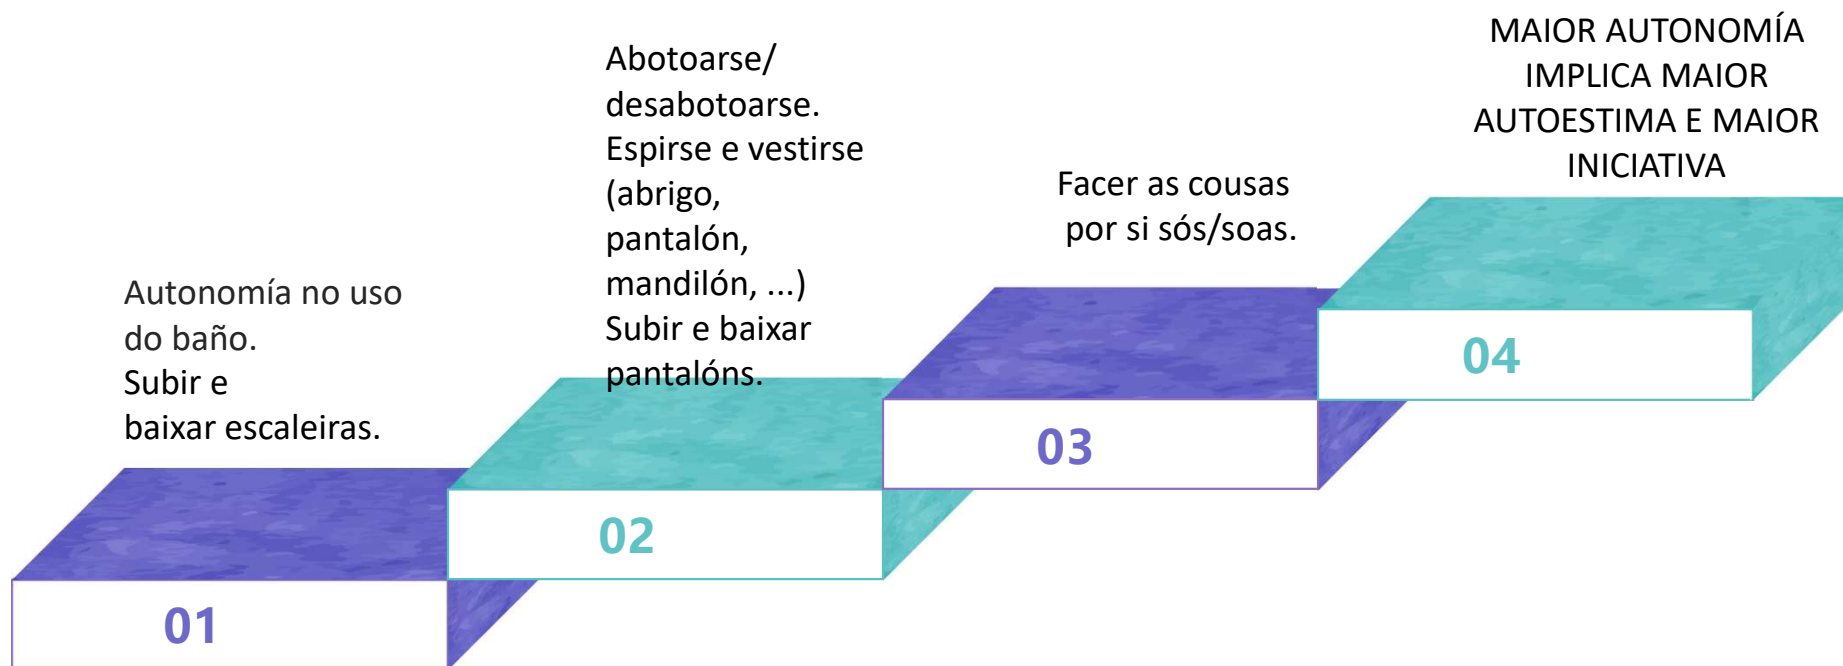 Autonomía no uso
do baño.
Subir e
baixar escaleiras.
01
Abotoarse/
desabotoarse.
Espirse e vestirse
(abrigo,
pantalón,
mandilón, ...)
Subir e baixar
pantalóns.
02
Facer as cousas
por si sós/soas.
03
MAIOR AUTONOMÍA
IMPLICA MAIOR
AUTOESTIMA E MAIOR
INICIATIVA
04